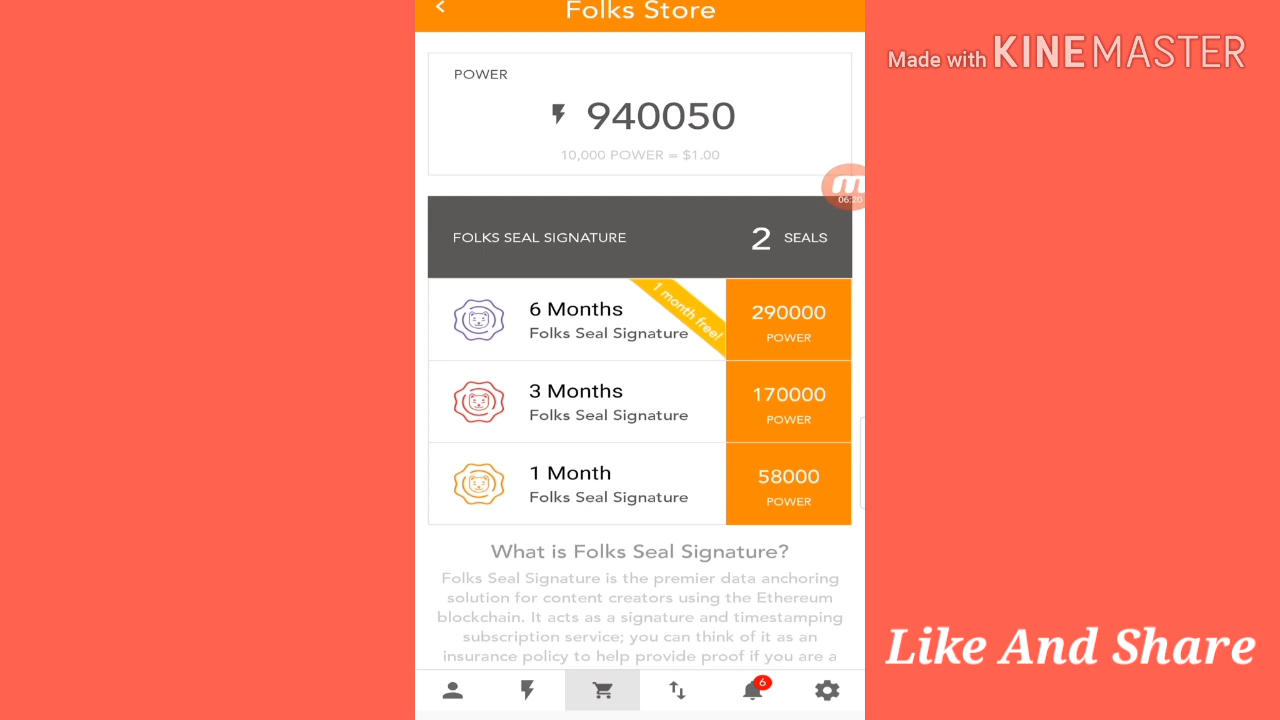 Folks Store
Made with KINEMASTER
POWER
940050
10,000 POWER = $1.00
06:20
FOLKS SEAL SIGNATURE 2 SEALS
1 month free!
6 Months
Folks Seal Signature
290000
POWER
3 Months
Folks Seal Signature
170000
POWER
1 Month
Folks Seal Signature
58000
POWER
What is Folks Seal Signature?
Folks Seal Signature is the premier data anchoring
solution for content creators using the Ethereum
blockchain. It acts as a signature and timestamping
subscription service; you can think of it as an
insurance policy to help provide proof if you are a
6
Like And Share